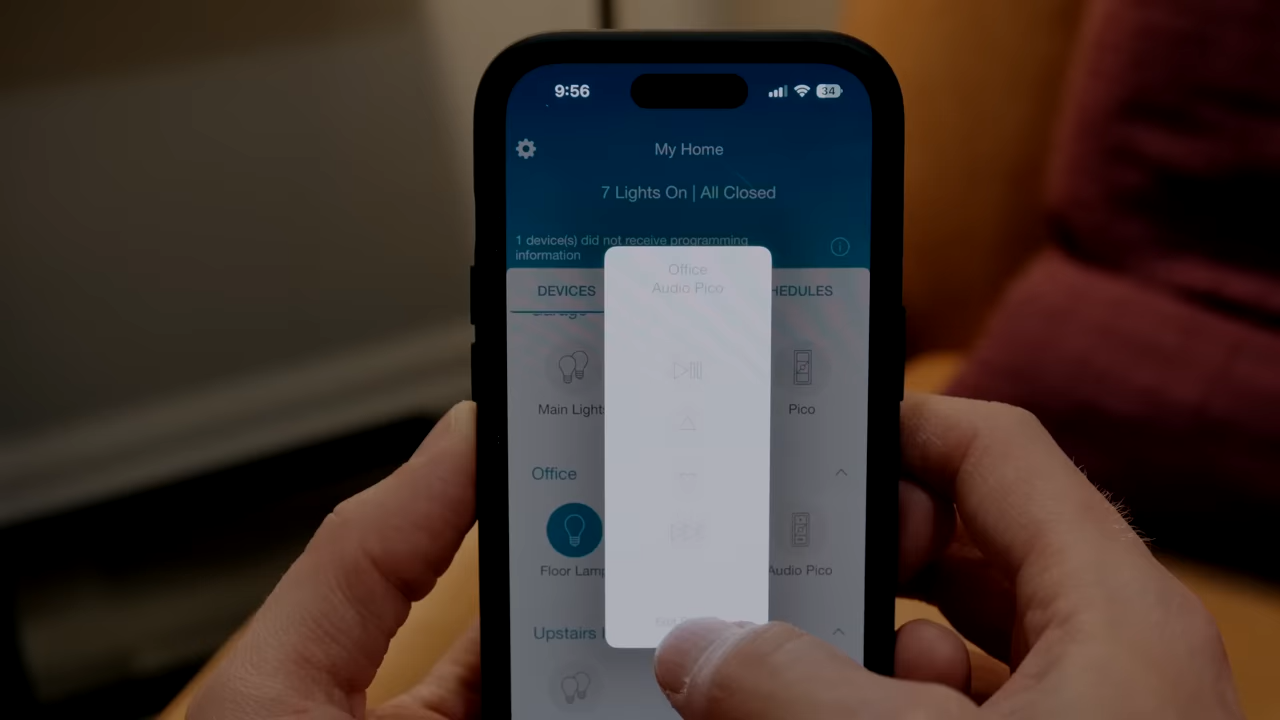 9:56
34
My Home
7 Lights On | All Closed
1 device(s) did not receive programming
information
Office
Audio Pico
DEVICES
HEDULES
Garage
Main Light
Pico
Office
Floor Lamp
Audio Pico
Upstairs